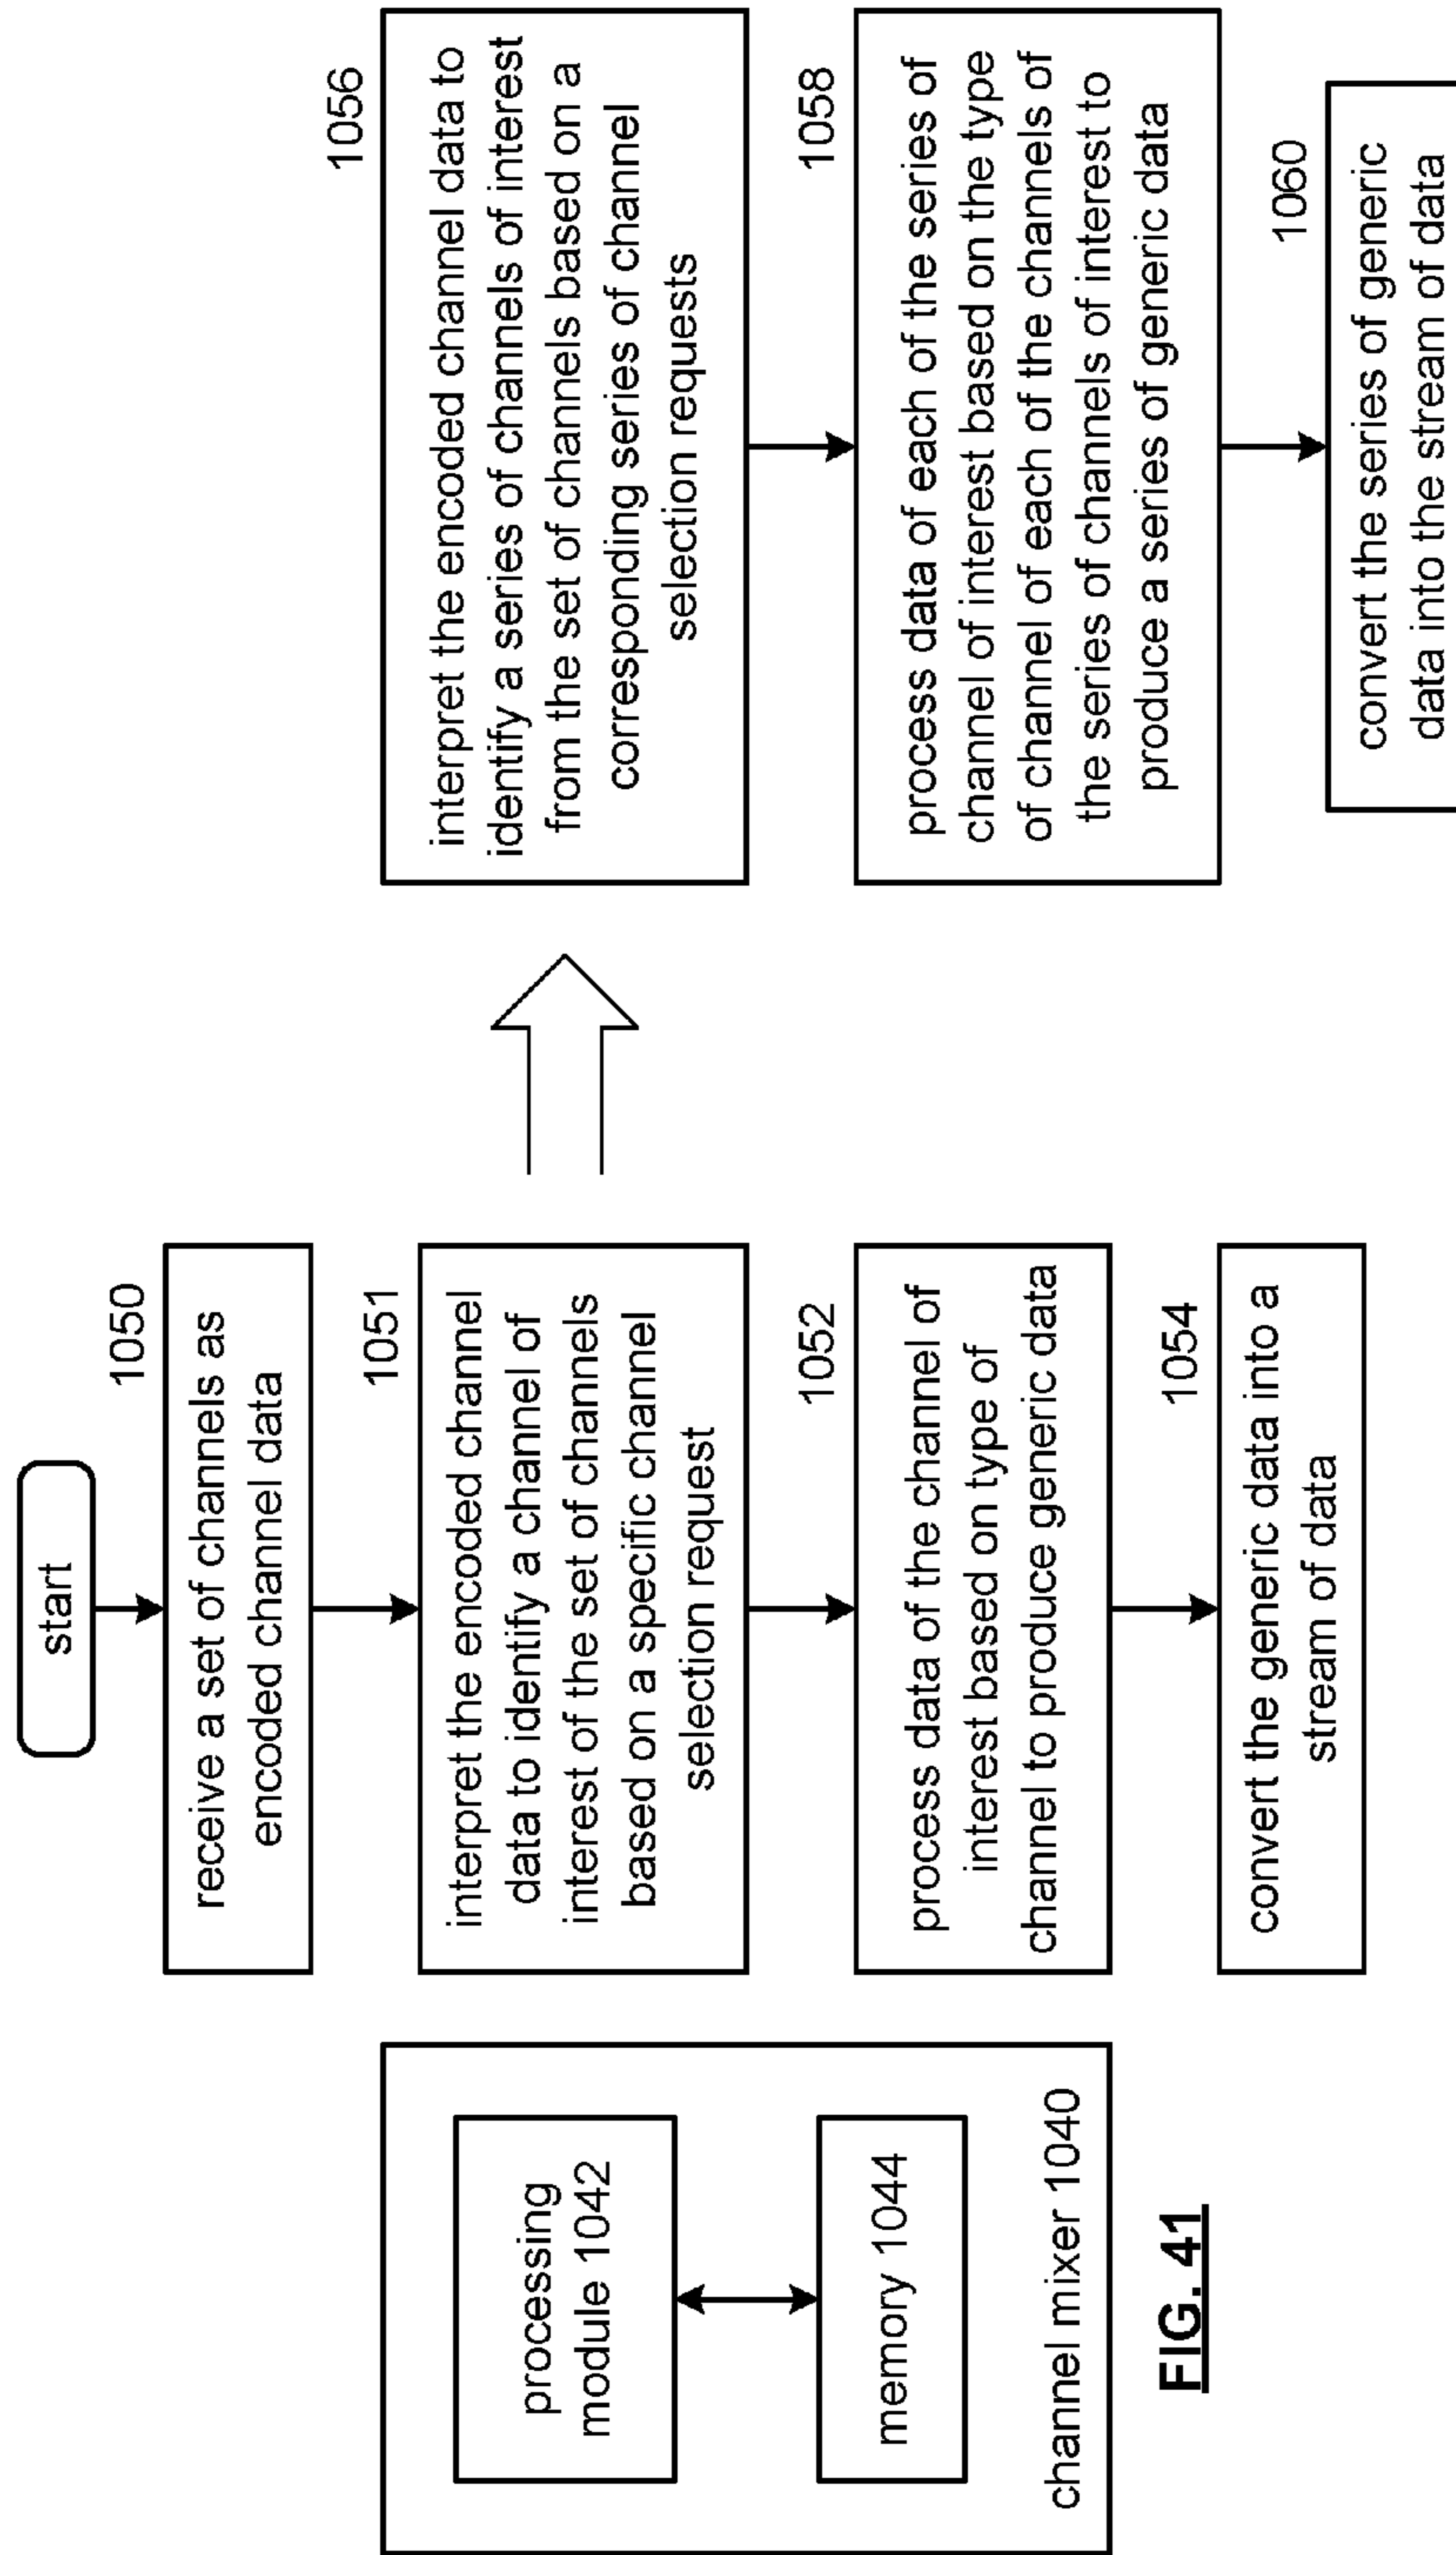 processing
module 1042
memory 1044
channel mixer 1040
FIG. 41
start
1050
receive a set of channels as
encoded channel data
1051
interpret the encoded channel
data to identify a channel of
interest of the set of channels
based on a specific channel
selection request
1052
process data of the channel of
interest based on type of
channel to produce generic data
1054
convert the generic data into a
stream of data
1056
interpret the encoded channel data to
identify a series of channels of interest
from the set of channels based on a
corresponding series of channel
selection requests
1058
process data of each of the series of
channel of interest based on the type
of channel of each of the channels of
the series of channels of interest to
produce a series of generic data
1060
convert the series of generic
data into the stream of data